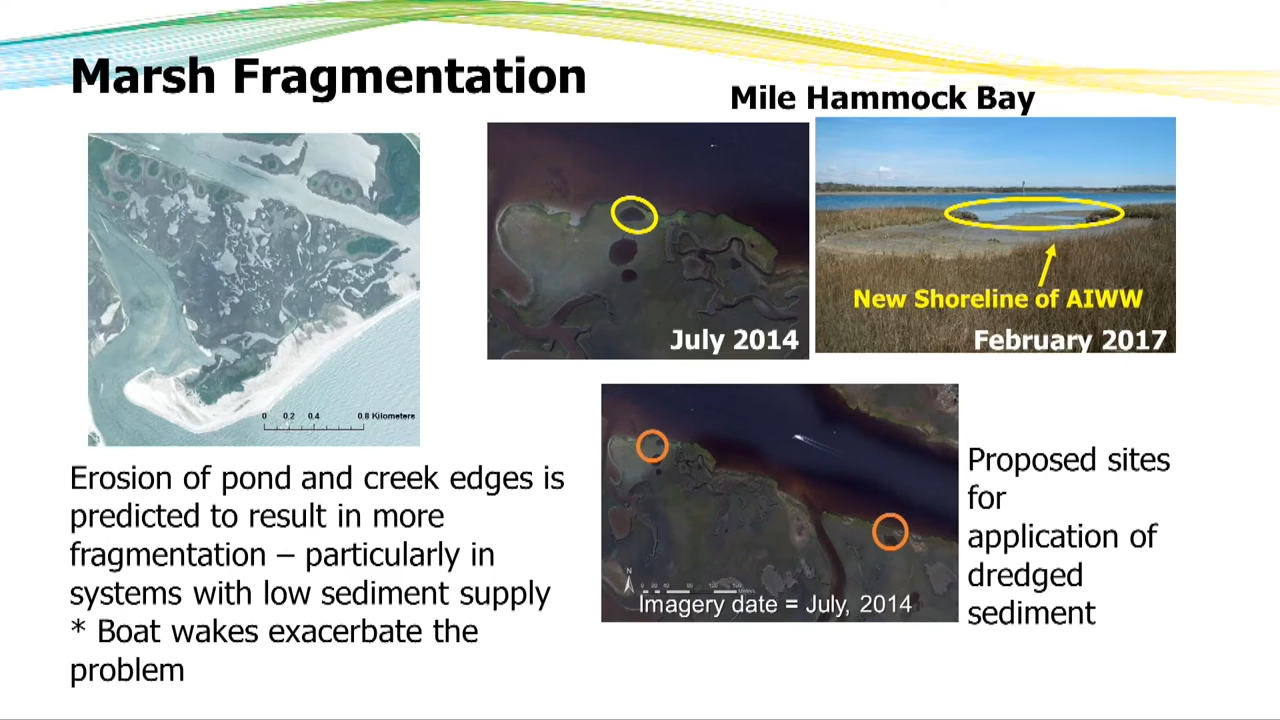 Marsh Fragmentation
Mile Hammock Bay
0 0.2 0.4 0.8 Kilometers
July 2014
New Shoreline of AIWW
February 2017
Erosion of pond and creek edges is
predicted to result in more
fragmentation – particularly in
systems with low sediment supply
* Boat wakes exacerbate the
problem
N
Imagery date = July, 2014
Proposed sites
for
application of
dredged
sediment